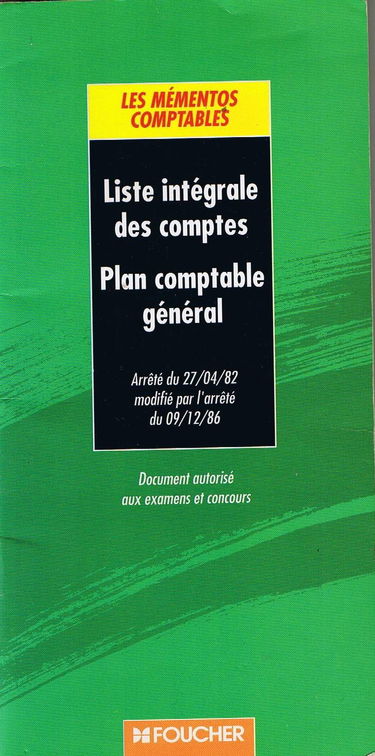 LES MÉMENTOS
COMPTABLES
Liste intégrale
des comptes
Plan comptable
général
Arrêté du 27/04/82
modifié par l'arrêté
du 09/12/86
Document autorisé
aux examens et concours
FOUCHER